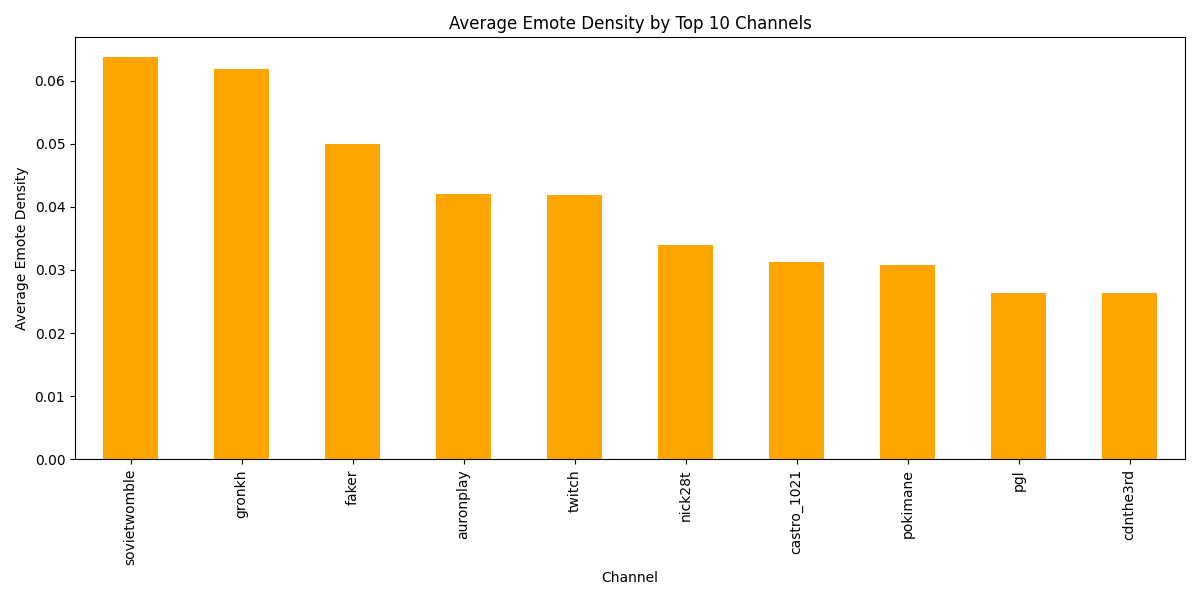 Average Emote Density by Top 10 Channels
Average Emote Density
0.06
0.05
0.04
0.03
0.02
0.01
0.00
sovietwomble
gronkh
faker
auronplay
twitch
nick28t
castro_1021
pokimane
pgl
cdnthe3rd
Channel